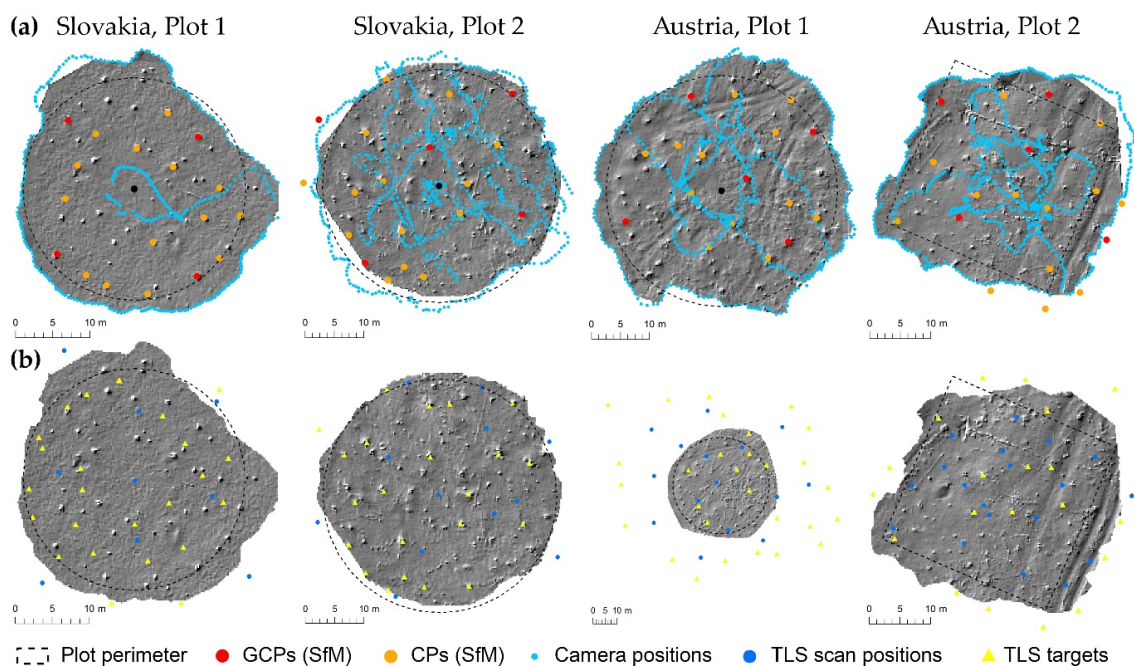 (a) Slovakia, Plot 1 Slovakia, Plot 2 Austria, Plot 1 Austria, Plot 2
0 5 10 m 0 5 10 m 0 5 10 m 0 5 10 m
(b)
0 5 10 m 0 5 10 m 0 5 10 m 0 5 10 m
Plot perimeter GCPs (SfM) CPs (SfM) Camera positions TLS scan positions TLS targets